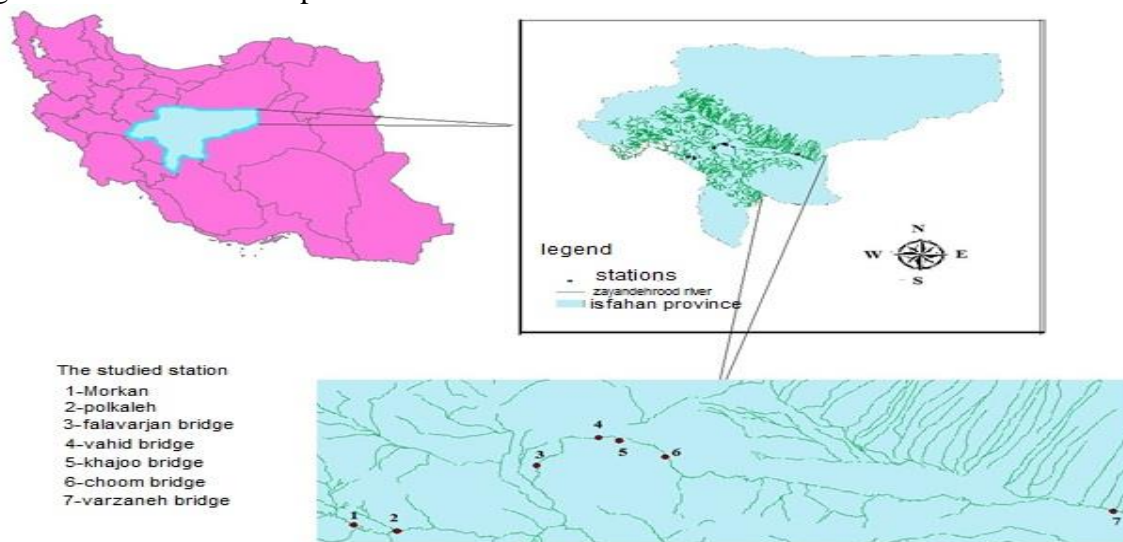 N
W E
S
legend
stations
zayandehrood river
isfahan province
The studied station
1-Morkan
2-polkaleh
3-falavarjan bridge
4-vahid bridge
5-khajoo bridge
6-choom bridge
7-varzaneh bridge
4
5
6
3
1
2
7